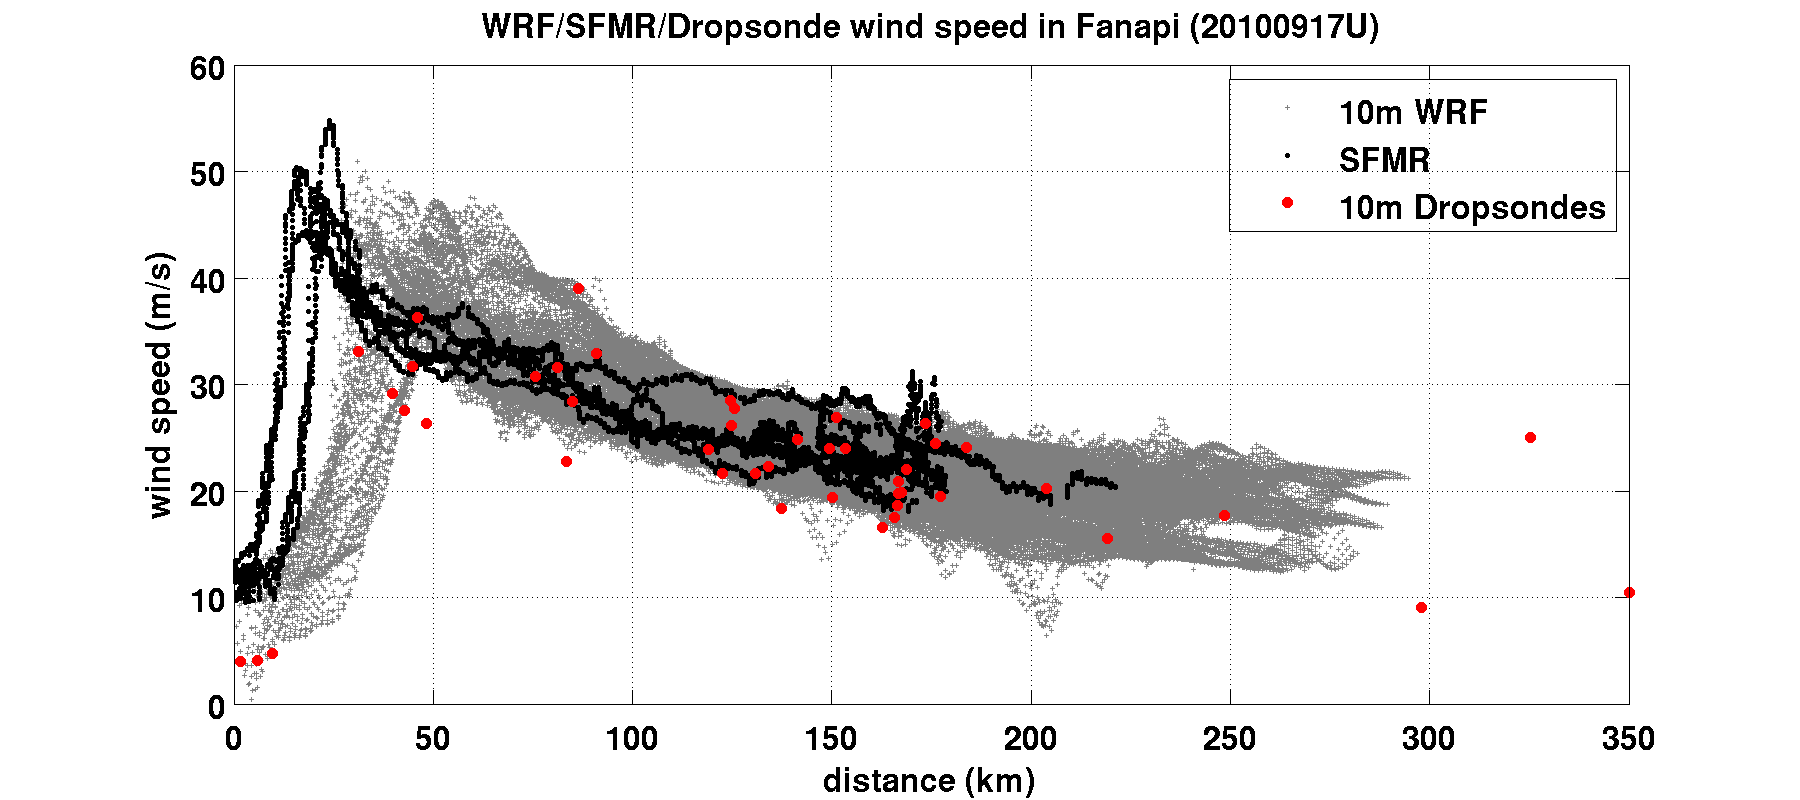 WRF/SFMR/Dropsonde wind speed in Fanapi (20100917U)
60
50
40
30
20
10
0
wind speed (m/s)
10m WRF
SFMR
10m Dropsondes
0 50 100 150 200 250 300 350
distance (km)